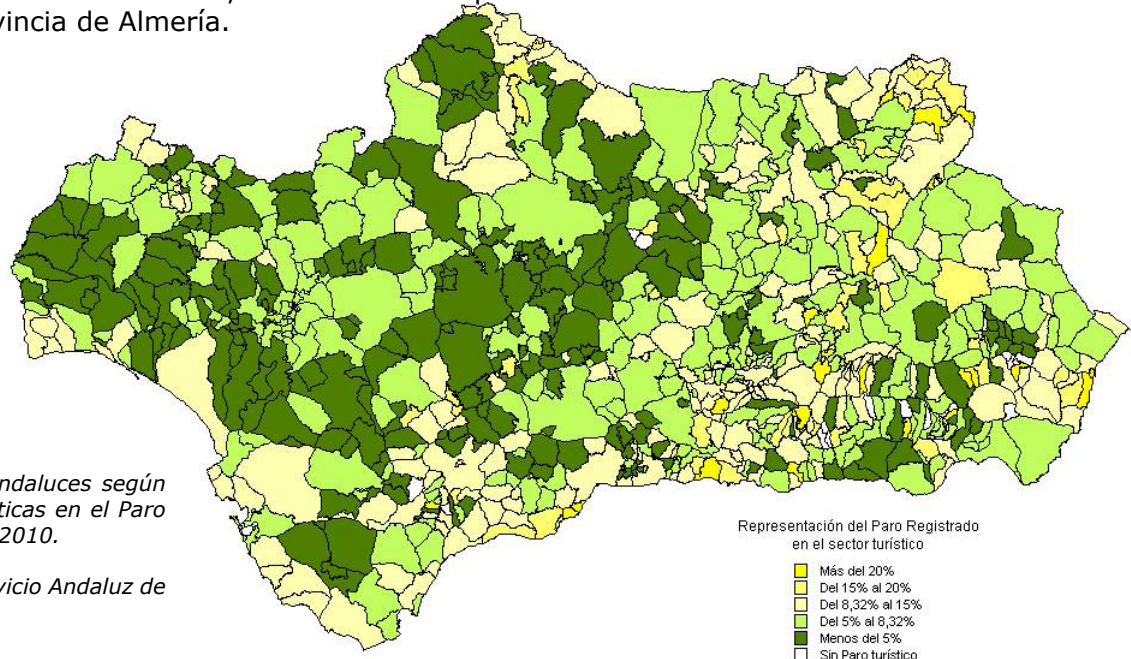 vincia de Almería.
ndaluces según
ticas en el Paro
2010.
vicio Andaluz de
Representación del Paro Registrado
en el sector turístico
Más del 20%
Del 15% al 20%
Del 8,32% al 15%
Del 5% al 8,32%
Menos del 5%
Sin Paro turístico